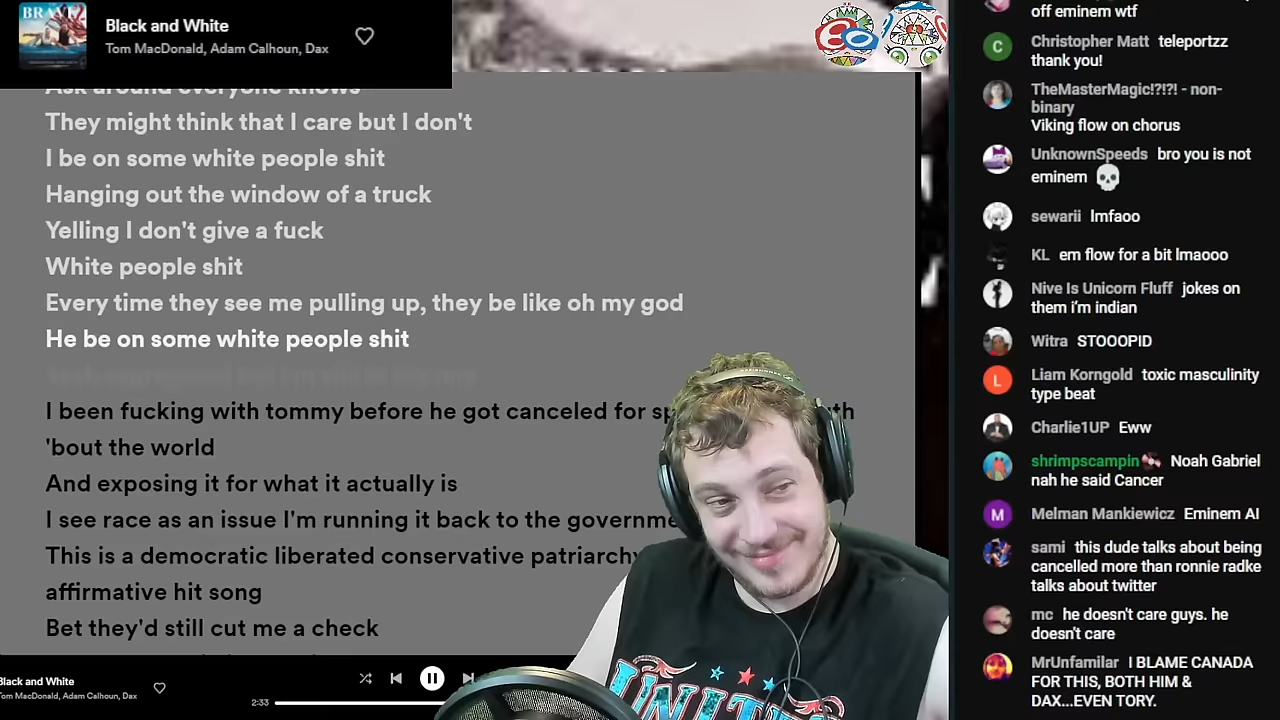 BRAVE 2
Black and White
Tom MacDonald, Adam Calhoun, Dax
Ask around everyone knows
They might think that I care but I don't
I be on some white people shit
Hanging out the window of a truck
Yelling I don't give a fuck
White people shit
Every time they see me pulling up, they be like oh my god
He be on some white people shit
I been fucking with tommy before he got canceled for
'bout the world
And exposing it for what it actually is
I see race as an issue I'm running it back to the
This is a democratic liberated conservative patriarchy
affirmative hit song
Bet they'd still cut me a check
Black and White
Tom MacDonald, Adam Calhoun, Dax
2:33
UNITED
off eminem wtf
Christopher Matt teleportzz
thank you!
TheMasterMagic!?!?! - non-
binary
Viking flow on chorus
UnknownSpeeds bro you is not
eminem 💀
sewarii lmfaoo
KL em flow for a bit lmaooo
Nive Is Unicorn Fluff jokes on
them i'm indian
Witra STOOOPID
Liam Korngold toxic masculinity
type beat
Charlie1UP Eww
shrimpscampin Noah Gabriel
nah he said Cancer
Melman Mankiewicz Eminem AI
sami this dude talks about being
cancelled more than ronnie radke
talks about twitter
mc he doesn't care guys. he
doesn't care
MrUnfamilar I BLAME CANADA
FOR THIS, BOTH HIM &
DAX...EVEN TORY.